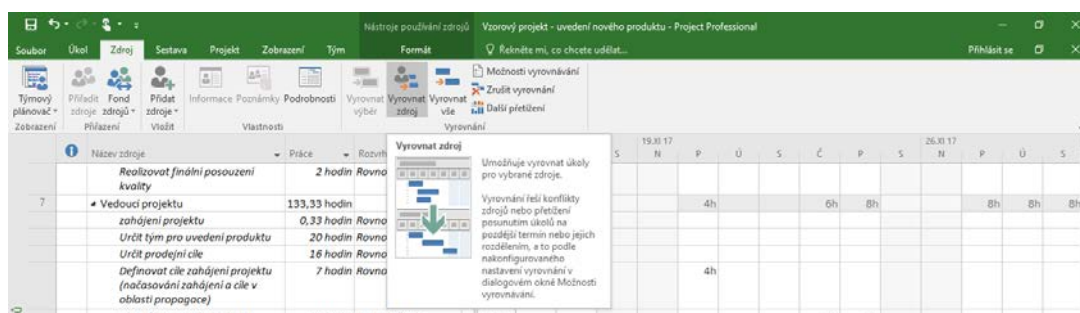 Nástroje používání zdrojů
Vzorový projekt - uvedení nového produktu - Project Professional
Soubor Úkol Zdroj Sestava Projekt Zobrazení Tým Formát Řekněte mi, co chcete udělat... Přihlásit se
Týmový plánovač
Přiřadit zdroje
Fond zdrojů
Přidat zdroje
Informace Poznámky Podrobnosti
Vyrovnat výběr
Vyrovnat zdroj
Vyrovnat vše
Možnosti vyrovnávání
Zrušit vyrovnání
Další přetížení
Zobrazení Přiřazení Vložit Vlastnosti Vyrovnání
Vyrovnat zdroj
Umožňuje vyrovnat úkoly
pro vybrané zdroje.
Vyrovnání řeší konflikty
zdrojů nebo přetížení
posunutím úkolů na
pozdější termín nebo jejich
rozdělením, a to podle
nakonfigurovaného
nastavení vyrovnání v
dialogovém okně Možnosti
vyrovnávání.
19.XI 17 26.XI 17
Název zdroje Práce Rozvrh S N P Ú S Č P S N P Ú S
Realizovat finální posouzení 2 hodin Rovno
kvality
7 Vedoucí projektu 133,33 hodin 4h 6h 8h 8h 8h 8h
zahájení projektu 0,33 hodin Rovno
Určit tým pro uvedení produktu 20 hodin Rovno
Určit prodejní cíle 16 hodin Rovno
Definovat cíle zahájení projektu 7 hodin Rovno 4h
(načasování zahájení a cíle v
oblasti propagace)